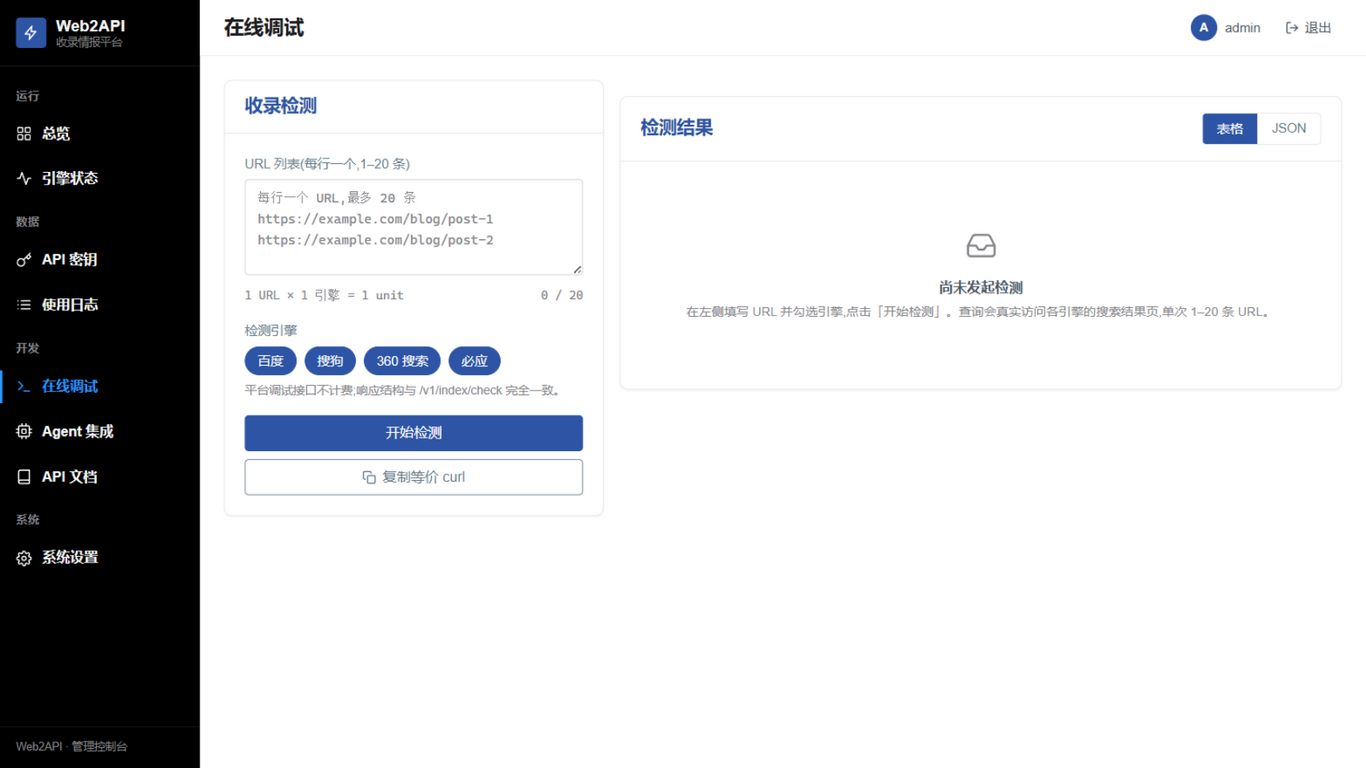 Web2API
收录情报平台
运行
总览
引擎状态
数据
API 密钥
使用日志
开发
在线调试
Agent 集成
API 文档
系统
系统设置
Web2API · 管理控制台
在线调试
A
admin
退出
收录检测
URL 列表(每行一个,1–20 条)
每行一个 URL,最多 20 条
https://example.com/blog/post-1
https://example.com/blog/post-2
1 URL × 1 引擎 = 1 unit
0 / 20
检测引擎
百度
搜狗
360 搜索
必应
平台调试接口不计费;响应结构与 /v1/index/check 完全一致。
开始检测
复制等价 curl
检测结果
表格
JSON
尚未发起检测
在左侧填写 URL 并勾选引擎,点击「开始检测」。查询会真实访问各引擎的搜索结果页,单次 1–20 条 URL。